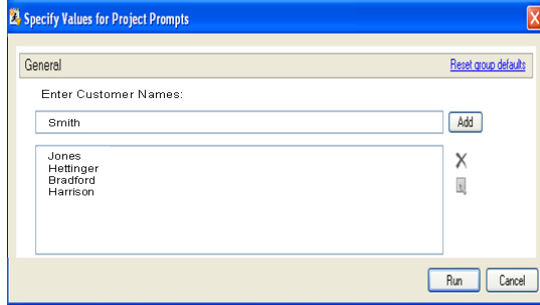 Specify Values for Project Prompts
General
Reset group defaults
Enter Customer Names:
Smith
Add
Jones
Hettinger
Bradford
Harrison
Run
Cancel